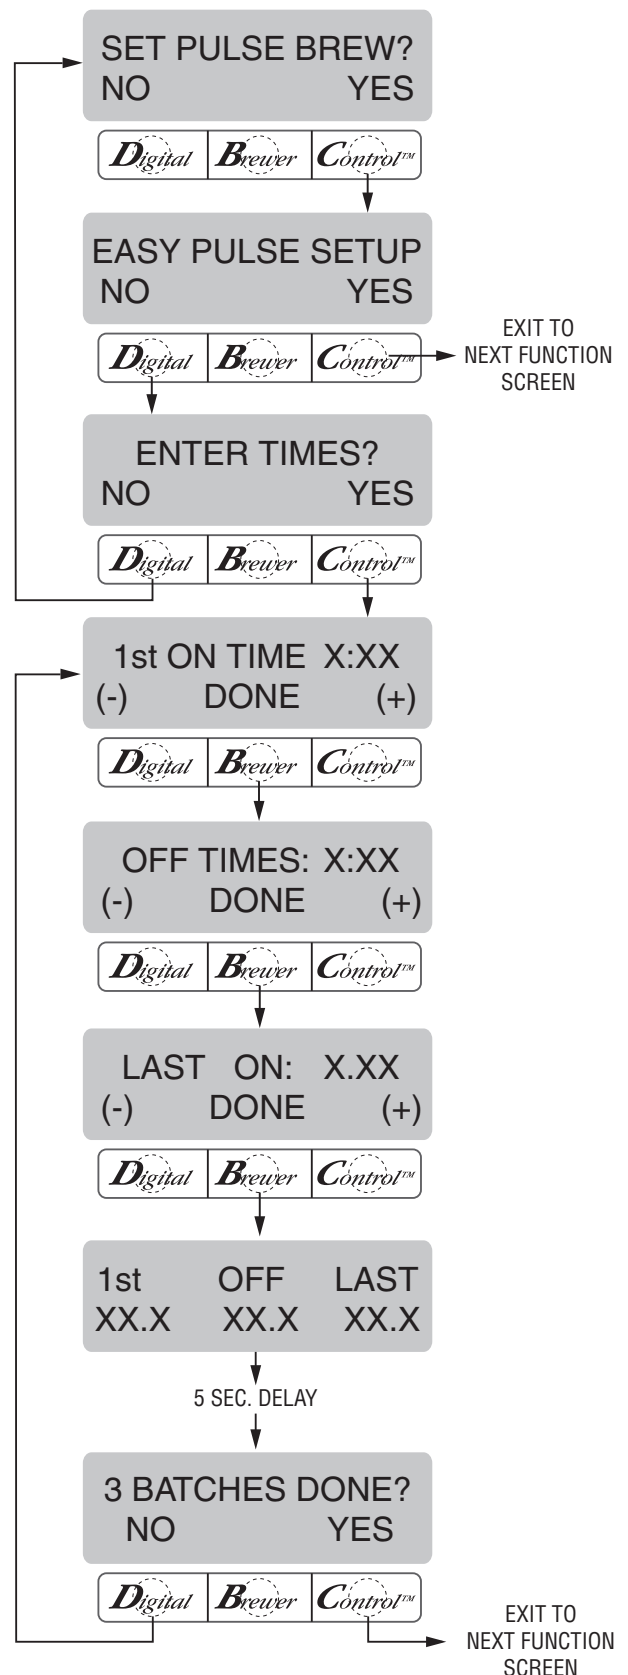 SET PULSE BREW?
NO YES
Digital Brewer Control™
EASY PULSE SETUP
NO YES
Digital Brewer Control™
EXIT TO
NEXT FUNCTION
SCREEN
ENTER TIMES?
NO YES
Digital Brewer Control™
1st ON TIME X:XX
(-) DONE (+)
Digital Brewer Control™
OFF TIMES: X:XX
(-) DONE (+)
Digital Brewer Control™
LAST ON: X.XX
(-) DONE (+)
Digital Brewer Control™
1st OFF LAST
XX.X XX.X XX.X
5 SEC. DELAY
3 BATCHES DONE?
NO YES
Digital Brewer Control™
EXIT TO
NEXT FUNCTION
SCREEN